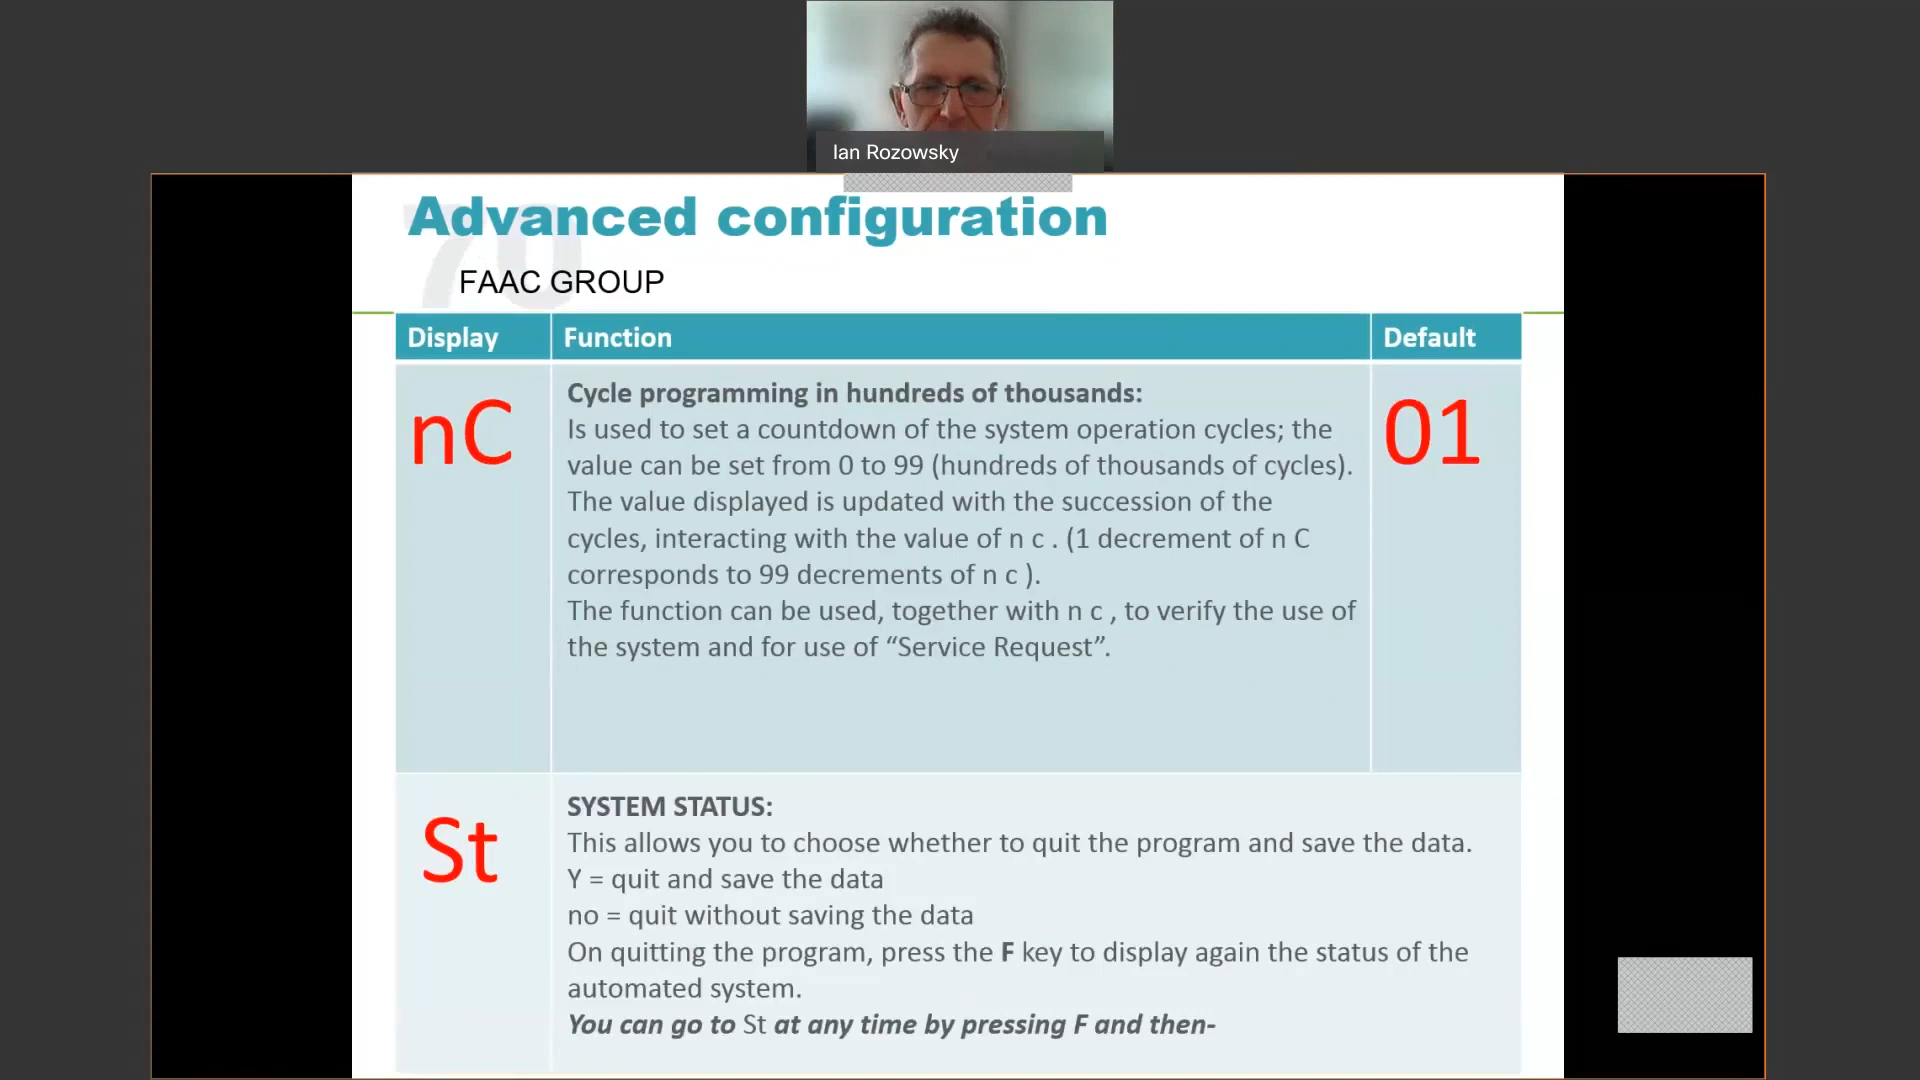 Ian Rozowsky
Advanced configuration
70
FAAC GROUP
Display Function Default
nC
Cycle programming in hundreds of thousands:
Is used to set a countdown of the system operation cycles; the
value can be set from 0 to 99 (hundreds of thousands of cycles).
The value displayed is updated with the succession of the
cycles, interacting with the value of n c . (1 decrement of n C
corresponds to 99 decrements of n c ).
The function can be used, together with n c , to verify the use of
the system and for use of “Service Request”.
01
St
SYSTEM STATUS:
This allows you to choose whether to quit the program and save the data.
Y = quit and save the data
no = quit without saving the data
On quitting the program, press the F key to display again the status of the
automated system.
You can go to St at any time by pressing F and then-